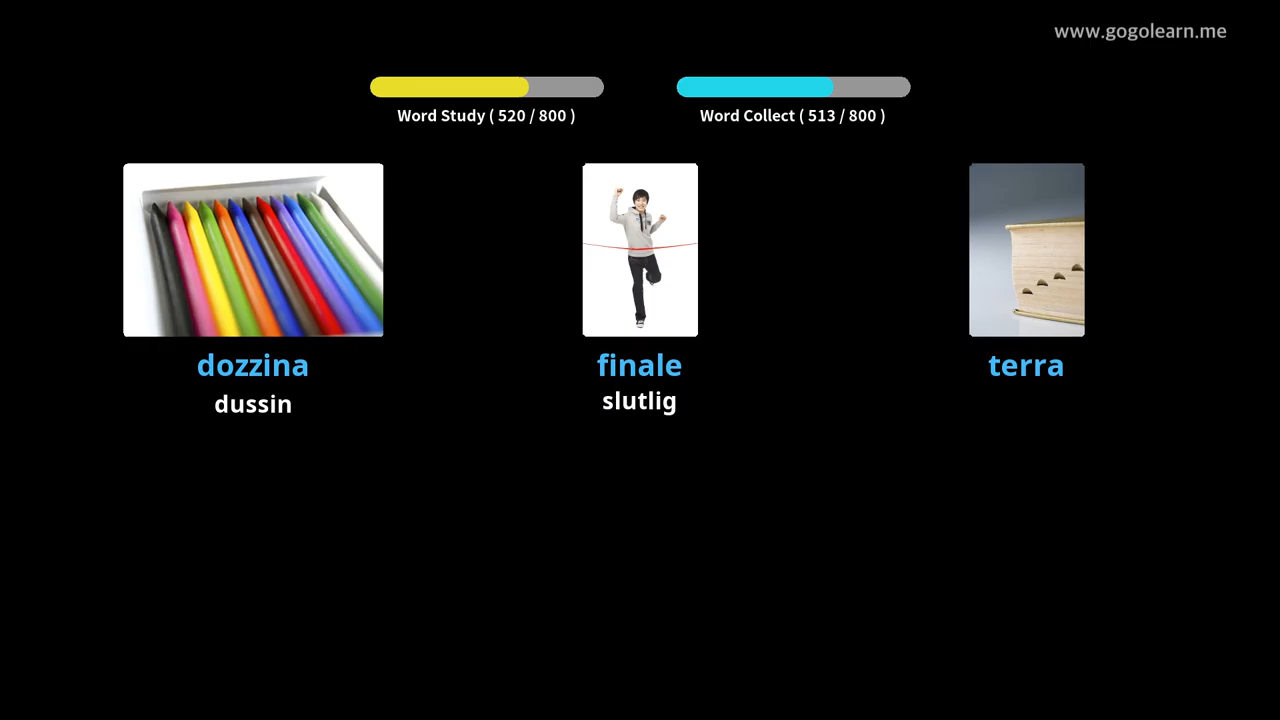 www.gogolearn.me
Word Study ( 520 / 800 )
Word Collect ( 513 / 800 )
dozzina
finale
terra
dussin
slutlig